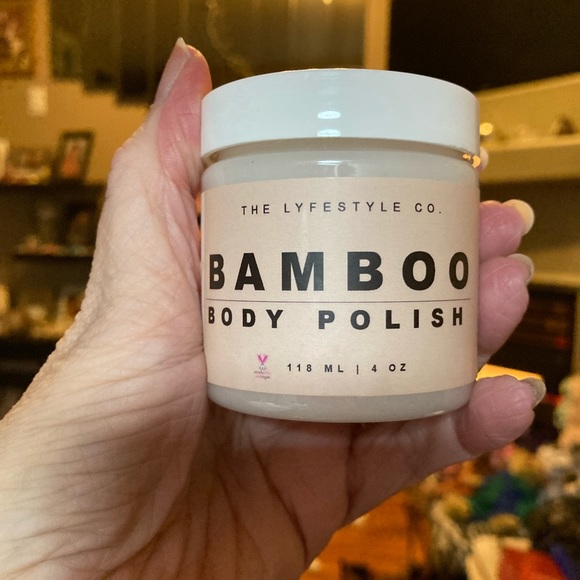 THE LYFESTYLE CO.
BAMBOO
BODY POLISH
118 ML | 4 OZ